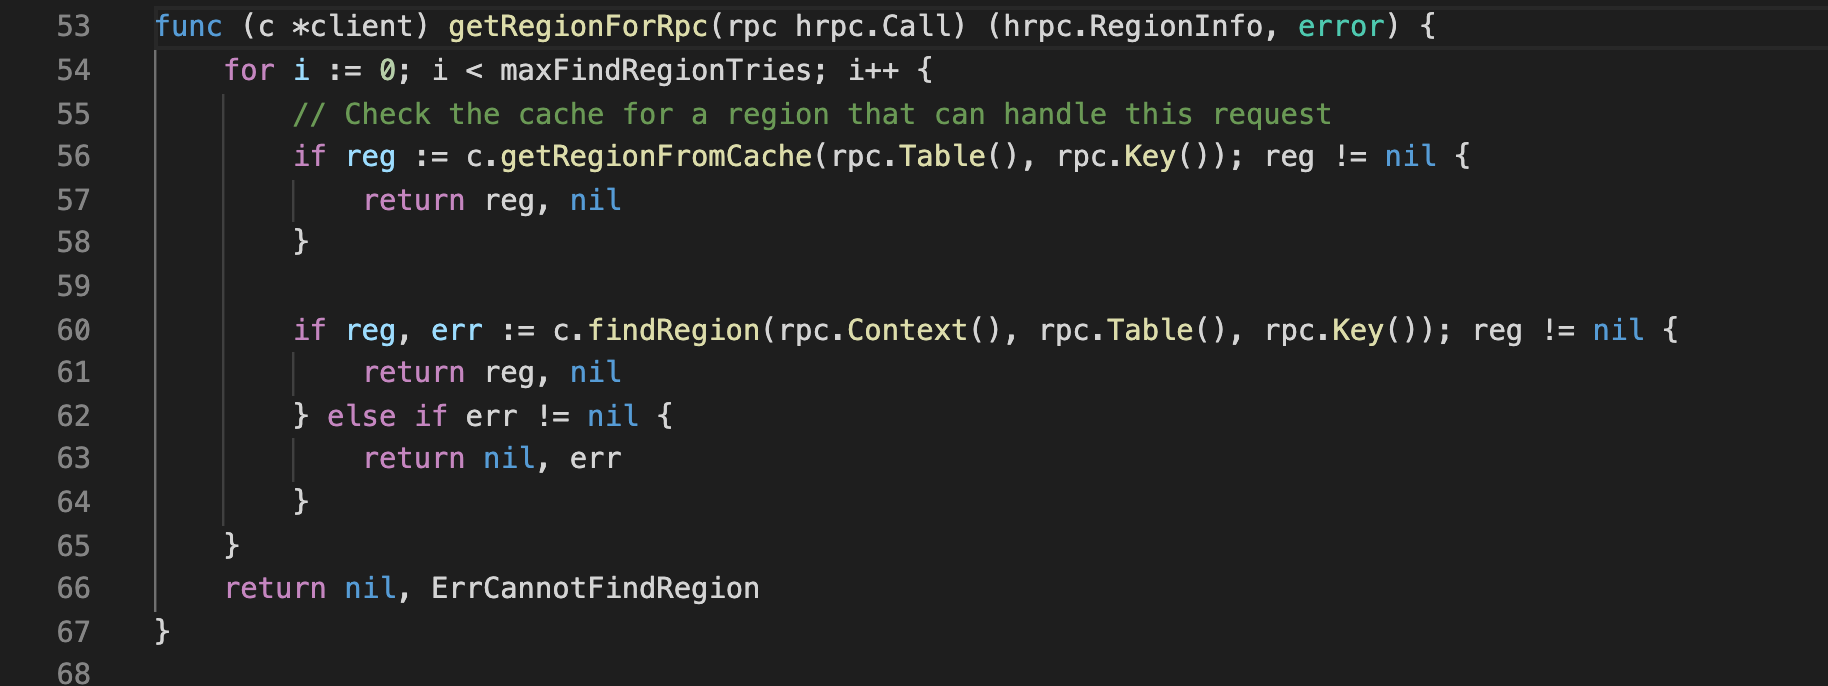 53 func (c *client) getRegionForRpc(rpc hrpc.Call) (hrpc.RegionInfo, error) {
54     for i := 0; i < maxFindRegionTries; i++ {
55         // Check the cache for a region that can handle this request
56         if reg := c.getRegionFromCache(rpc.Table(), rpc.Key()); reg != nil {
57             return reg, nil
58         }
59
60         if reg, err := c.findRegion(rpc.Context(), rpc.Table(), rpc.Key()); reg != nil {
61             return reg, nil
62         } else if err != nil {
63             return nil, err
64         }
65     }
66     return nil, ErrCannotFindRegion
67 }
68